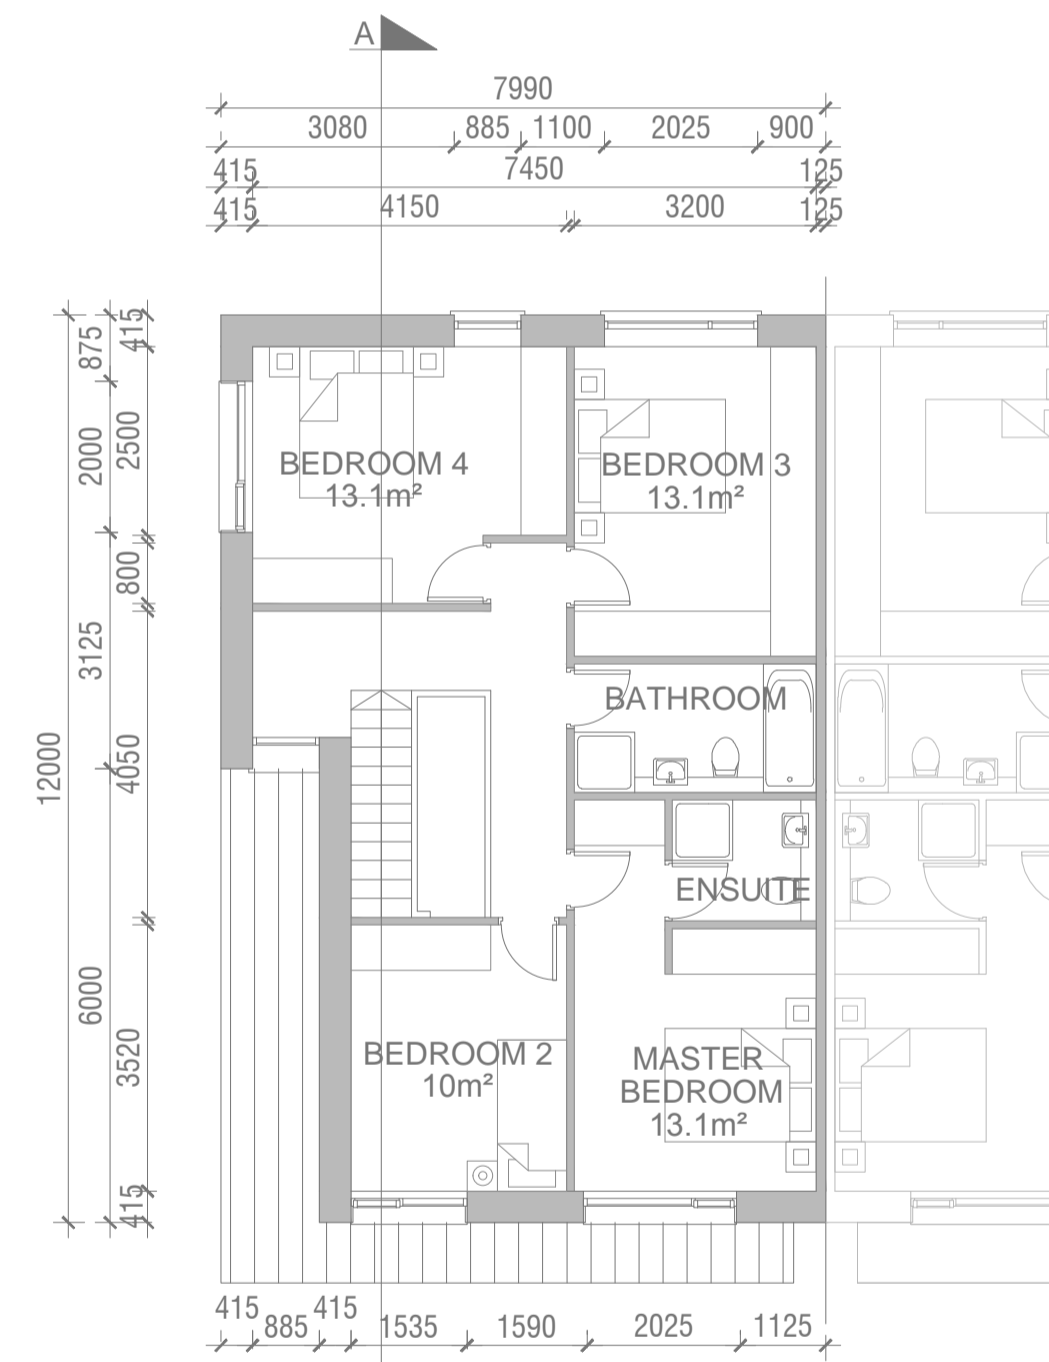 A
7990
3080 885 1100 2025 900
415 7450 125
415 4150 3200 125
415
875
2500
2000
800
3125
12000
4050
6000
3520
415
BEDROOM 4
13.1m²
BEDROOM 3
13.1m²
BATHROOM
ENSUITE
BEDROOM 2
10m²
MASTER
BEDROOM
13.1m²
415 885 415 1535 1590 2025 1125